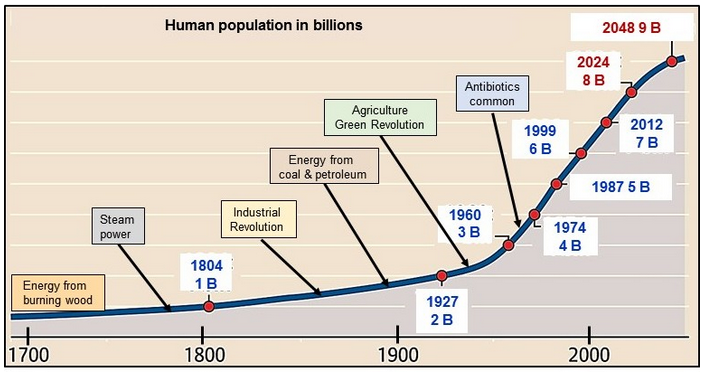 Human population in billions
2048 9 B
2024
8 B
Antibiotics
common
Agriculture
Green Revolution
1999
6 B
2012
7 B
Energy from
coal & petroleum
1987 5 B
Steam
power
Industrial
Revolution
1960
3 B
1974
4 B
1804
1 B
Energy from
burning wood
1927
2 B
1700
1800
1900
2000